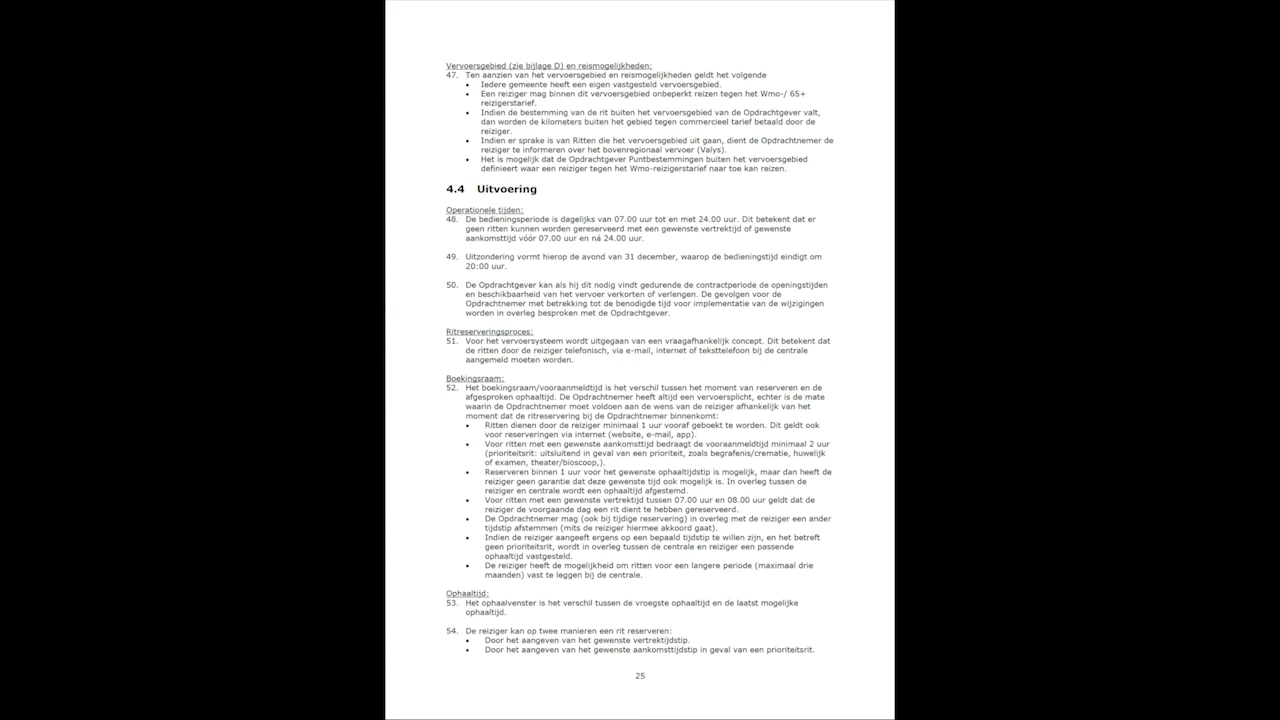 Vervoersgebied (zie bijlage D) en reismogelijkheden:
47. Ten aanzien van het vervoersgebied en reismogelijkheden geldt het volgende
• Iedere gemeente heeft een eigen vastgesteld vervoersgebied.
• Een reiziger mag binnen dit vervoersgebied onbeperkt reizen tegen het Wmo-/ 65+
reizigerstarief.
• Indien de bestemming van de rit buiten het vervoersgebied van de Opdrachtgever valt,
dan worden de kilometers buiten het gebied tegen commercieel tarief betaald door de
reiziger.
• Indien er sprake is van Ritten die het vervoersgebied uit gaan, dient de Opdrachtnemer de
reiziger te informeren over het bovenregionaal vervoer (Valys).
• Het is mogelijk dat de Opdrachtgever Puntbestemmingen buiten het vervoersgebied
definieert waar een reiziger tegen het Wmo-reizigerstarief naar toe kan reizen.
4.4 Uitvoering
Operationele tijden:
48. De bedieningsperiode is dagelijks van 07.00 uur tot en met 24.00 uur. Dit betekent dat er
geen ritten kunnen worden gereserveerd met een gewenste vertrektijd of gewenste
aankomsttijd vóór 07.00 uur en ná 24.00 uur.
49. Uitzondering vormt hierop de avond van 31 december, waarop de bedieningstijd eindigt om
20:00 uur.
50. De Opdrachtgever kan als hij dit nodig vindt gedurende de contractperiode de openingstijden
en beschikbaarheid van het vervoer verkorten of verlengen. De gevolgen voor de
Opdrachtnemer met betrekking tot de benodigde tijd voor implementatie van de wijzigingen
worden in overleg besproken met de Opdrachtgever.
Ritreserveringsproces:
51. Voor het vervoersysteem wordt uitgegaan van een vraagafhankelijk concept. Dit betekent dat
de ritten door de reiziger telefonisch, via e-mail, internet of teksttelefoon bij de centrale
aangemeld moeten worden.
Boekingsraam:
52. Het boekingsraam/vooraanmeldtijd is het verschil tussen het moment van reserveren en de
afgesproken ophaaltijd. De Opdrachtnemer heeft altijd een vervoersplicht, echter is de mate
waarin de Opdrachtnemer moet voldoen aan de wens van de reiziger afhankelijk van het
moment dat de ritreservering bij de Opdrachtnemer binnenkomt:
• Ritten dienen door de reiziger minimaal 1 uur vooraf geboekt te worden. Dit geldt ook
voor reserveringen via internet (website, e-mail, app).
• Voor ritten met een gewenste aankomsttijd bedraagt de vooraanmeldtijd minimaal 2 uur
(prioriteitsrit: uitsluitend in geval van een prioriteit, zoals begrafenis/crematie, huwelijk
of examen, theater/bioscoop,).
• Reserveren binnen 1 uur voor het gewenste ophaaltijdstip is mogelijk, maar dan heeft de
reiziger geen garantie dat deze gewenste tijd ook mogelijk is. In overleg tussen de
reiziger en centrale wordt een ophaaltijd afgestemd.
• Voor ritten met een gewenste vertrektijd tussen 07.00 uur en 08.00 uur geldt dat de
reiziger de voorgaande dag een rit dient te hebben gereserveerd.
• De Opdrachtnemer mag (ook bij tijdige reservering) in overleg met de reiziger een ander
tijdstip afstemmen (mits de reiziger hiermee akkoord gaat).
• Indien de reiziger aangeeft ergens op een bepaald tijdstip te willen zijn, en het betreft
geen prioriteitsrit, wordt in overleg tussen de centrale en reiziger een passende
ophaaltijd vastgesteld.
• De reiziger heeft de mogelijkheid om ritten voor een langere periode (maximaal drie
maanden) vast te leggen bij de centrale.
Ophaaltijd:
53. Het ophaalvenster is het verschil tussen de vroegste ophaaltijd en de laatst mogelijke
ophaaltijd.
54. De reiziger kan op twee manieren een rit reserveren:
• Door het aangeven van het gewenste vertrektijdstip.
• Door het aangeven van het gewenste aankomsttijdstip in geval van een prioriteitsrit.
25